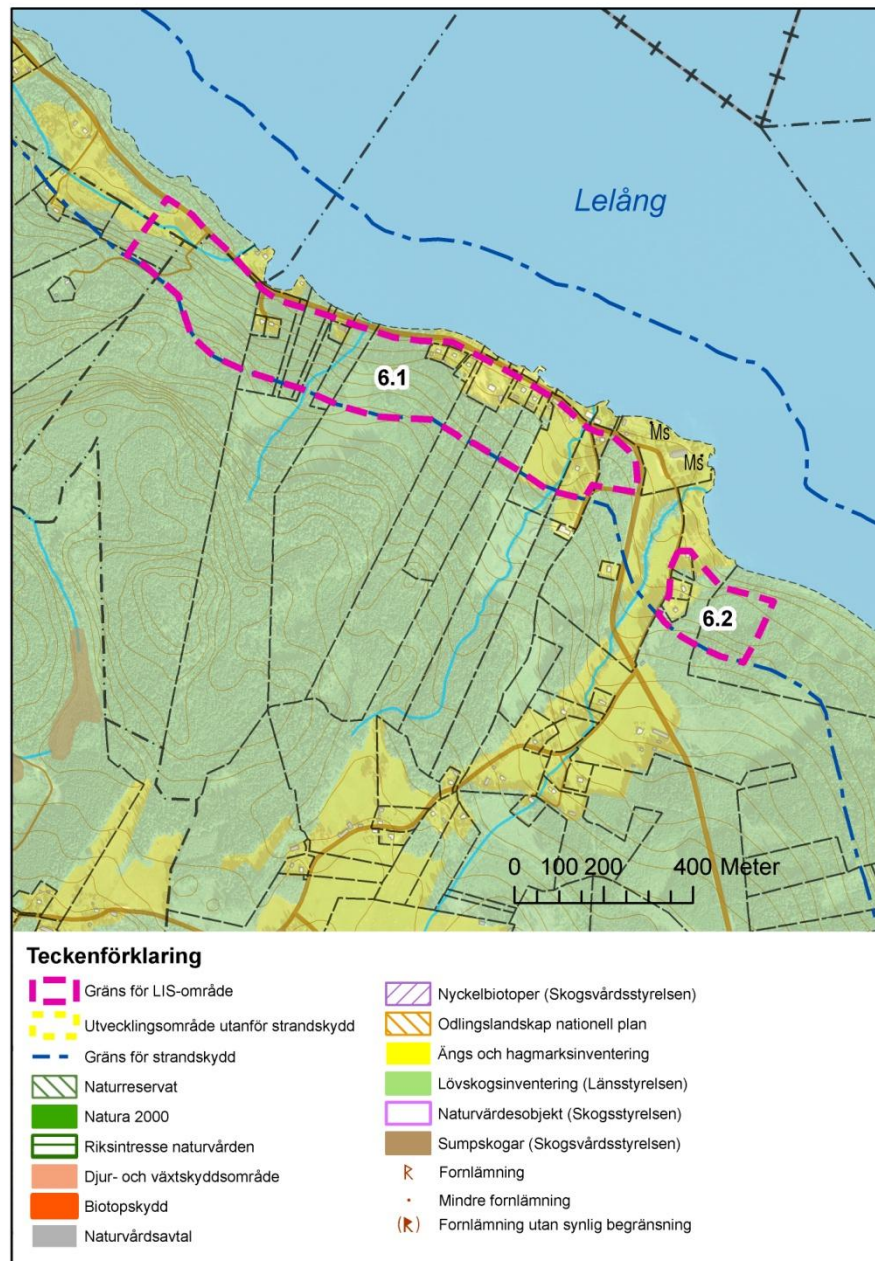 Lelång
6.1
Ms
Ms
6.2
0 100 200 400 Meter
Teckenförklaring
Gräns för LIS-område
Utvecklingsområde utanför strandskydd
Gräns för strandskydd
Naturreservat
Natura 2000
Riksintresse naturvården
Djur- och växtskyddsområde
Biotopskydd
Naturvårdsavtal
Nyckelbiotoper (Skogsvårdsstyrelsen)
Odlingslandskap nationell plan
Ängs och hagmarksinventering
Lövskogsinventering (Länsstyrelsen)
Naturvärdesobjekt (Skogsstyrelsen)
Sumpskogar (Skogsvårdsstyrelsen)
R Fornlämning
Mindre fornlämning
(R) Fornlämning utan synlig begränsning